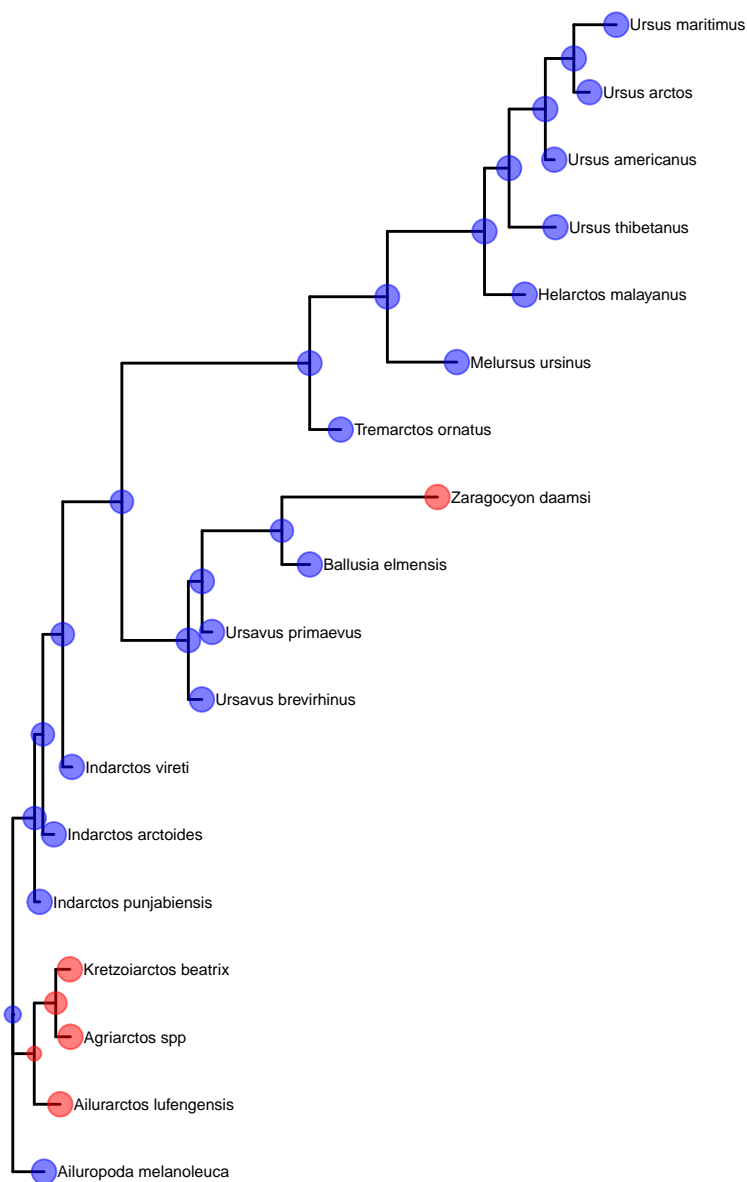 Ursus maritimus
Ursus arctos
Ursus americanus
Ursus thibetanus
Helarctos malayanus
Melursus ursinus
Tremarctos ornatus
Zaragocyon daamsi
Ballusia elmensis
Ursavus primaevus
Ursavus brevirhinus
Indarctos vireti
Indarctos arctoides
Indarctos punjabiensis
Kretzoiarctos beatrix
Agriarctos spp
Ailurarctos lufengensis
Ailuropoda melanoleuca